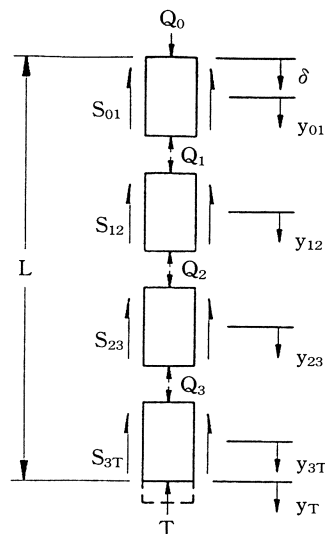 Q₀
δ
S₀₁
y₀₁
Q₁
S₁₂
y₁₂
L
Q₂
S₂₃
y₂₃
Q₃
S₃T
y₃T
yT
T